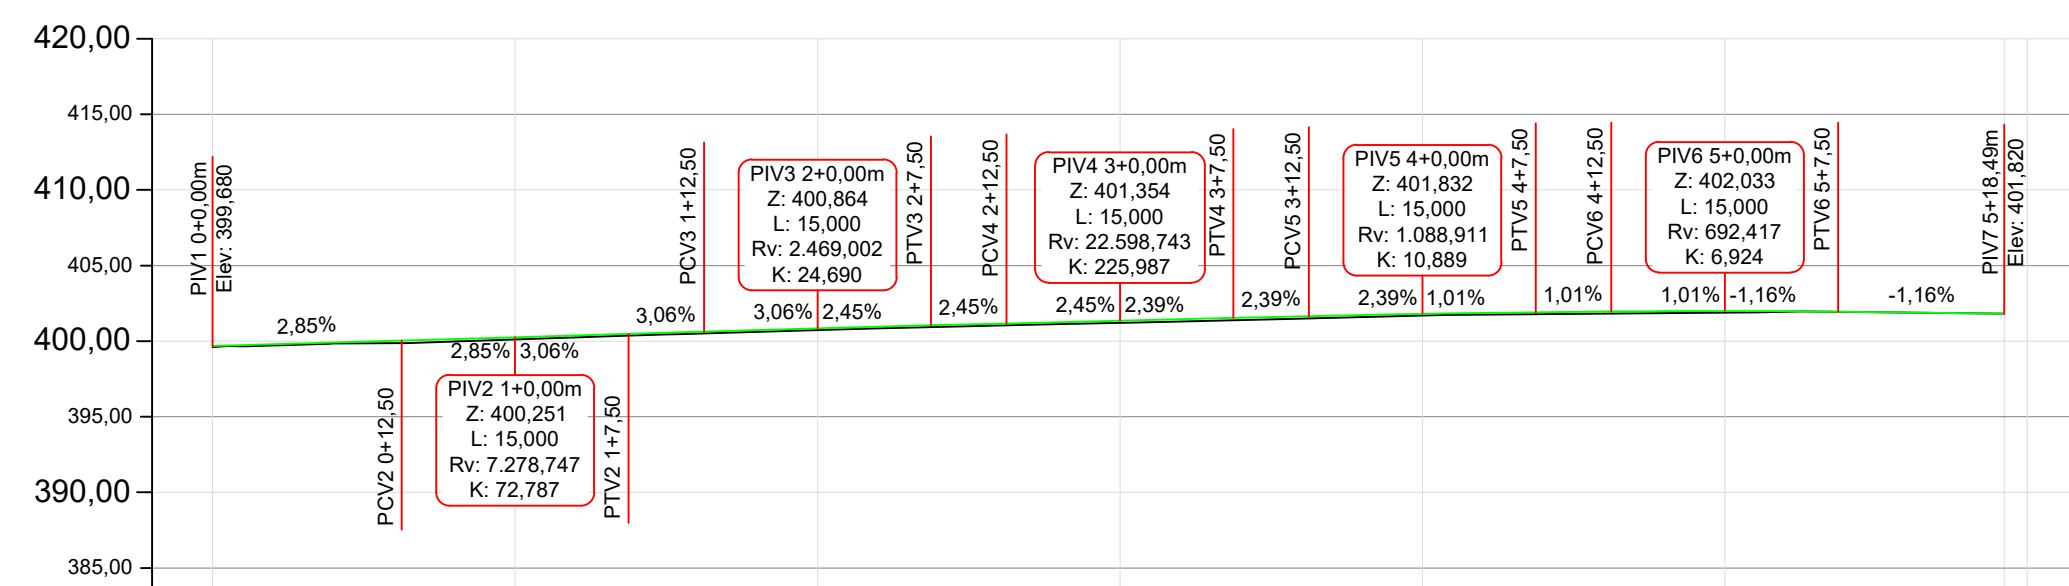 420,00
415,00
410,00
405,00
400,00
395,00
390,00
385,00
PIV1 0+0,00m
Elev: 399,680
2,85%
PCV2 0+12,50
2,85% 3,06%
PIV2 1+0,00m
Z: 400,251
L: 15,000
Rv: 7.278,747
K: 72,787
PTV2 1+7,50
3,06%
PCV3 1+12,50
PIV3 2+0,00m
Z: 400,864
L: 15,000
Rv: 2.469,002
K: 24,690
3,06% 2,45%
PTV3 2+7,50
2,45%
PCV4 2+12,50
PIV4 3+0,00m
Z: 401,354
L: 15,000
Rv: 22.598,743
K: 225,987
2,45% 2,39%
PTV4 3+7,50
2,39%
PCV5 3+12,50
PIV5 4+0,00m
Z: 401,832
L: 15,000
Rv: 1.088,911
K: 10,889
2,39% 1,01%
PTV5 4+7,50
1,01%
PCV6 4+12,50
PIV6 5+0,00m
Z: 402,033
L: 15,000
Rv: 692,417
K: 6,924
1,01% -1,16%
PTV6 5+7,50
-1,16%
PIV7 5+18,49m
Elev: 401,820